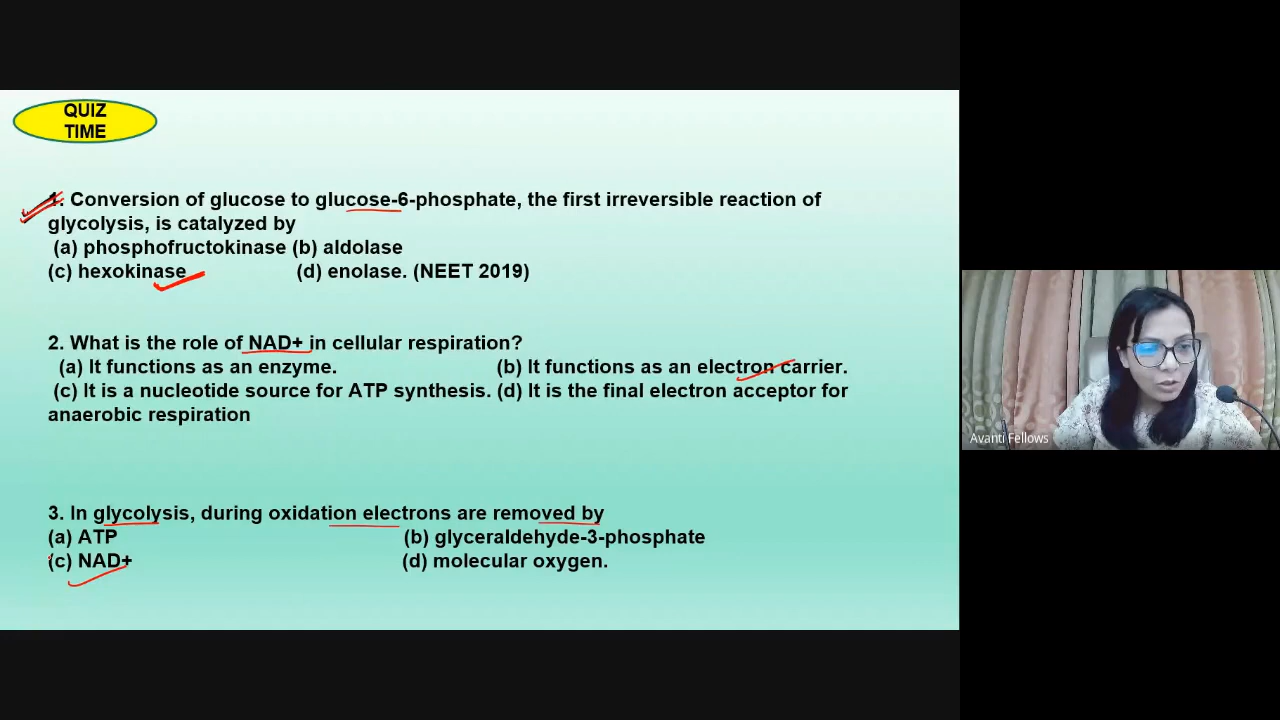 QUIZ
TIME
1. Conversion of glucose to glucose-6-phosphate, the first irreversible reaction of
glycolysis, is catalyzed by
(a) phosphofructokinase (b) aldolase
(c) hexokinase (d) enolase. (NEET 2019)
2. What is the role of NAD+ in cellular respiration?
(a) It functions as an enzyme. (b) It functions as an electron carrier.
(c) It is a nucleotide source for ATP synthesis. (d) It is the final electron acceptor for
anaerobic respiration
3. In glycolysis, during oxidation electrons are removed by
(a) ATP (b) glyceraldehyde-3-phosphate
(c) NAD+ (d) molecular oxygen.
Avanti Fellows